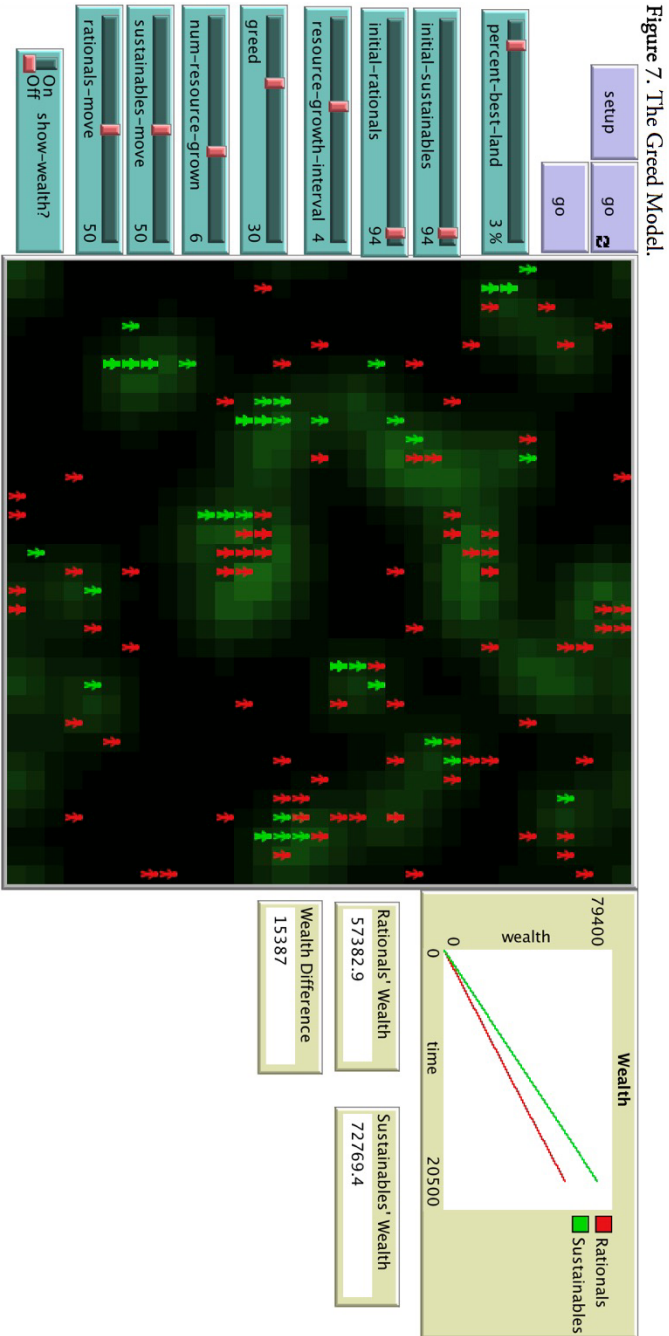 Figure 7. The Greed Model.
setup
go
go
percent-best-land 3 %
initial-sustainables 94
initial-rationals 94
resource-growth-interval 4
greed 30
num-resource-grown 6
sustainables-move 50
rationals-move 50
On
Off
show-wealth?
Wealth
79400
wealth
0
0
time
20500
Rationals
Sustainables
Rationals' Wealth
57382.9
Sustainables' Wealth
72769.4
Wealth Difference
15387